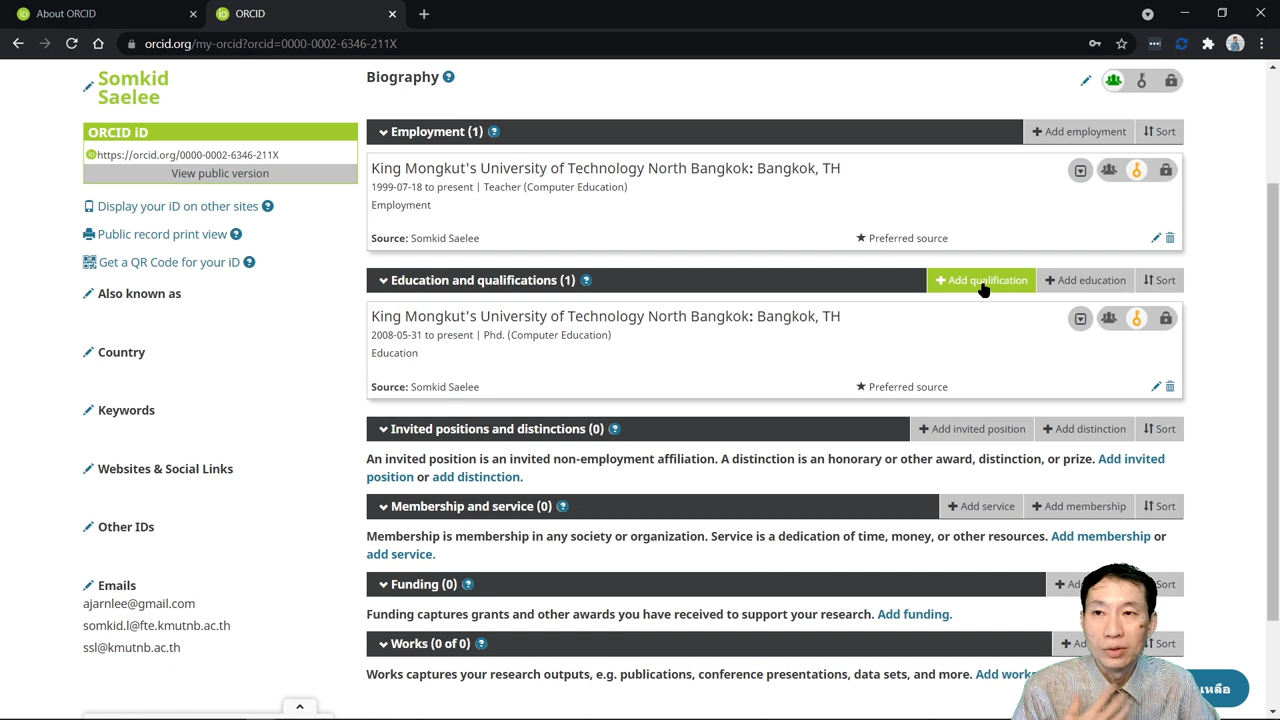 About ORCID
ORCID
orcid.org/my-orcid?orcid=0000-0002-6346-211X
Somkid
Saelee
ORCID iD
https://orcid.org/0000-0002-6346-211X
View public version
Display your iD on other sites
Public record print view
Get a QR Code for your iD
Also known as
Country
Keywords
Websites & Social Links
Other IDs
Emails
ajarnlee@gmail.com
somkid.l@fte.kmutnb.ac.th
ssl@kmutnb.ac.th
Biography
Employment (1) Add employment Sort
King Mongkut's University of Technology North Bangkok: Bangkok, TH
1999-07-18 to present | Teacher (Computer Education)
Employment
Source: Somkid Saelee Preferred source
Education and qualifications (1) Add qualification Add education Sort
King Mongkut's University of Technology North Bangkok: Bangkok, TH
2008-05-31 to present | Phd. (Computer Education)
Education
Source: Somkid Saelee Preferred source
Invited positions and distinctions (0) Add invited position Add distinction Sort
An invited position is an invited non-employment affiliation. A distinction is an honorary or other award, distinction, or prize. Add invited
position or add distinction.
Membership and service (0) Add service Add membership Sort
Membership is membership in any society or organization. Service is a dedication of time, money, or other resources. Add membership or
add service.
Funding (0) Sort
Funding captures grants and other awards you have received to support your research. Add funding.
Works (0 of 0) Sort
Works captures your research outputs, e.g. publications, conference presentations, data sets, and more. Add works